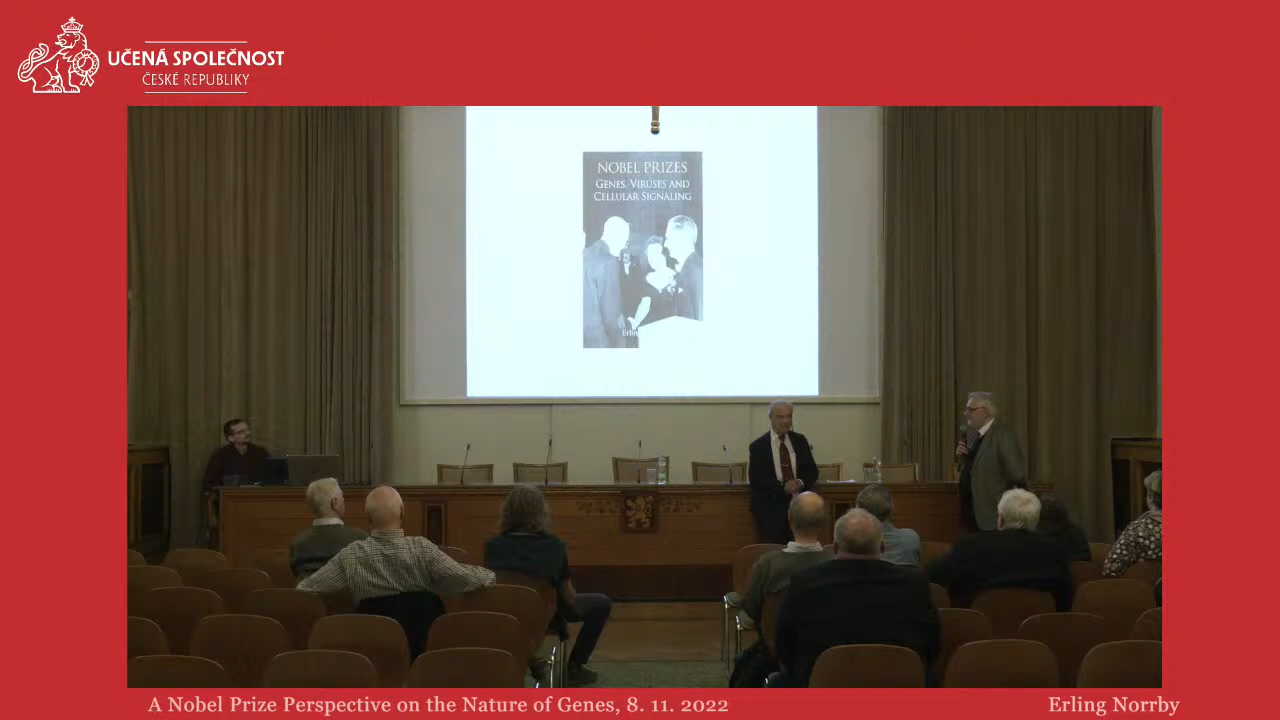 UČENÁ SPOLEČNOST
ČESKÉ REPUBLIKY
NOBEL PRIZES
GENES, VIRUSES AND
CELLULAR SIGNALING
A Nobel Prize Perspective on the Nature of Genes, 8. 11. 2022
Erling Norrby